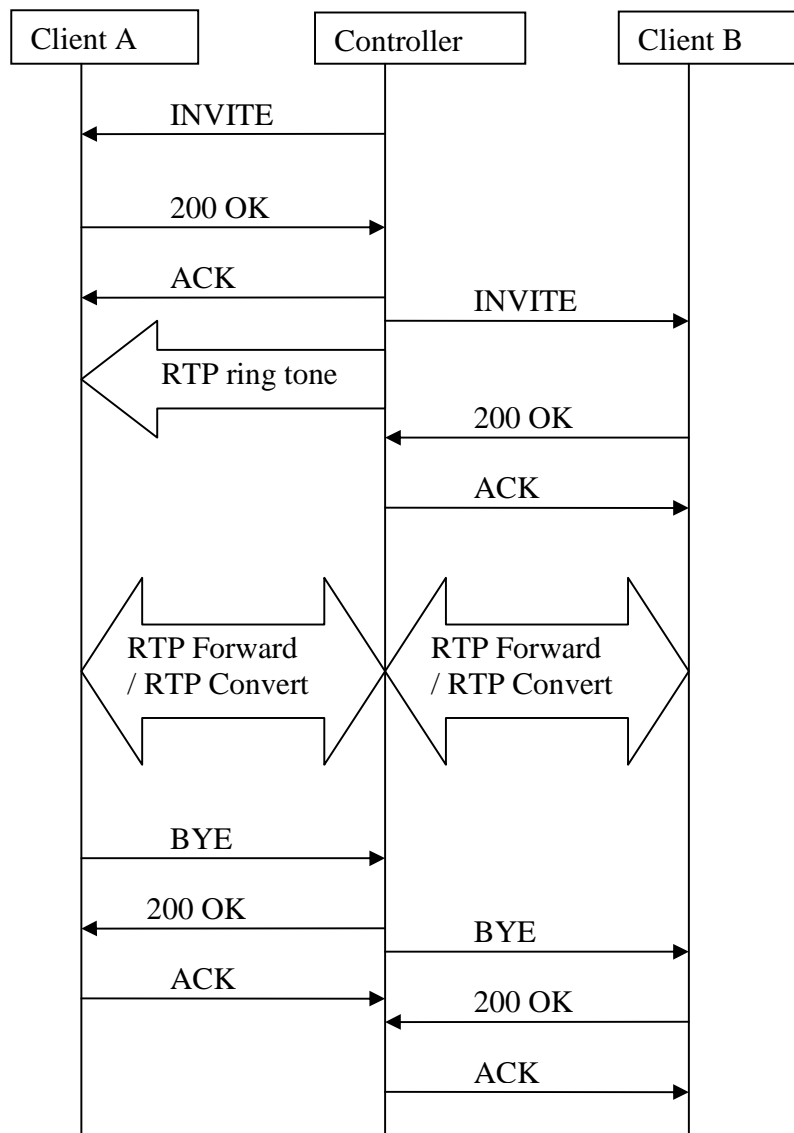 Client A
Controller
Client B
INVITE
200 OK
ACK
INVITE
RTP ring tone
200 OK
ACK
RTP Forward
/ RTP Convert
RTP Forward
/ RTP Convert
BYE
200 OK
BYE
ACK
200 OK
ACK